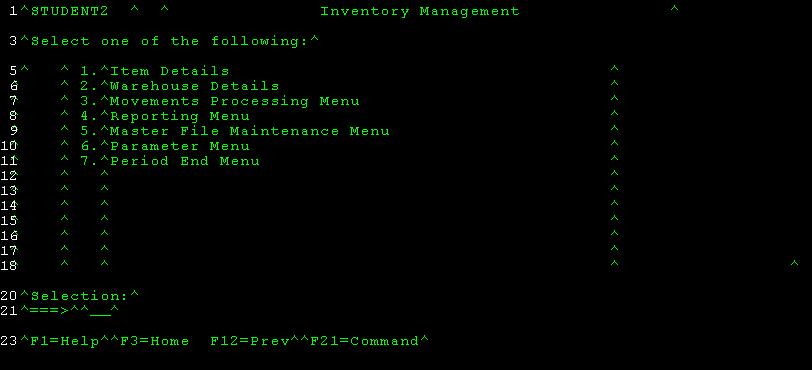 1^STUDENT2 ^ ^ Inventory Management ^
3^Select one of the following:^
5^ ^ 1.^Item Details ^
6 ^ 2.^Warehouse Details ^
7^ ^ 3.^Movements Processing Menu ^
8^ ^ 4.^Reporting Menu ^
9 ^ ^ 5.^Master File Maintenance Menu ^
10^ ^ 6.^Parameter Menu ^
11^ ^ 7.^Period End Menu ^
12^ ^ ^ ^
13^ ^ ^ ^
14^ ^ ^ ^
15^ ^ ^ ^
16^ ^ ^ ^
17^ ^ ^ ^
18^ ^ ^ ^ ^
20^Selection:^
21^===>^^__^
23^F1=Help^^F3=Home F12=Prev^^F21=Command^